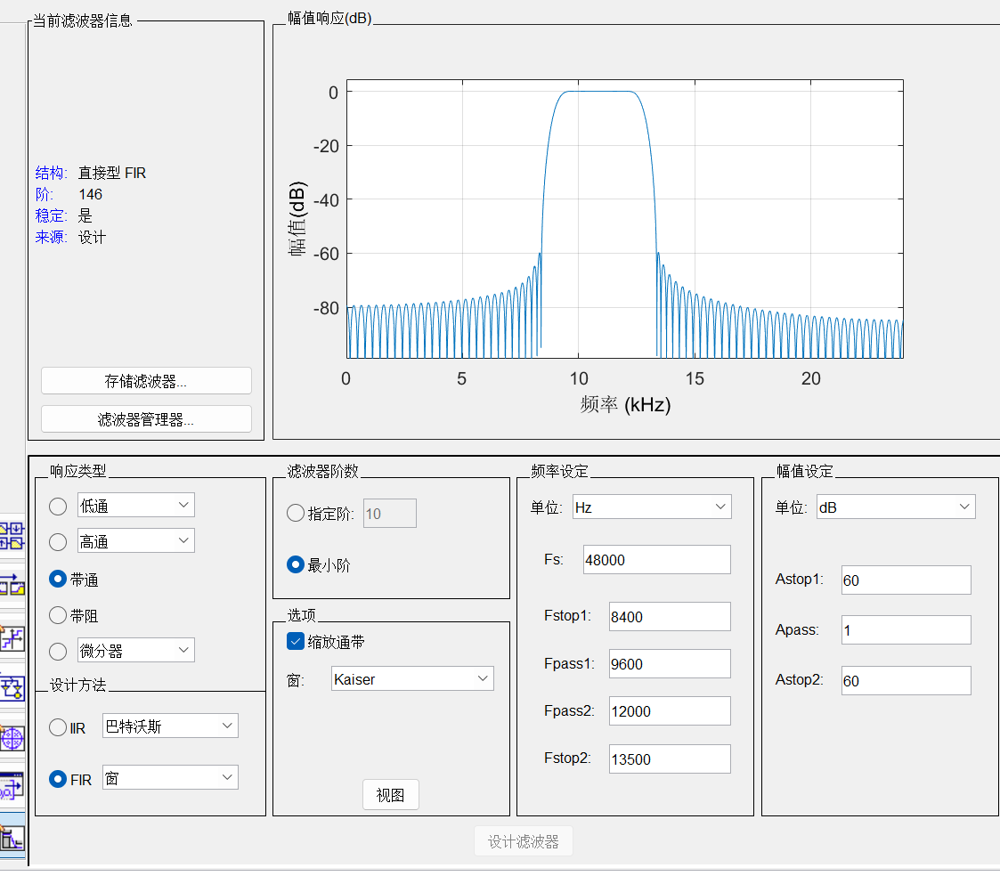 当前滤波器信息
结构: 直接型 FIR
阶: 146
稳定: 是
来源: 设计
存储滤波器...
滤波器管理器...
幅值响应(dB)
0
-20
-40
-60
-80
幅值(dB)
0 5 10 15 20
频率 (kHz)
响应类型
低通
高通
带通
带阻
微分器
设计方法
IIR 巴特沃斯
FIR 窗
滤波器阶数
指定阶: 10
最小阶
选项
缩放通带
窗: Kaiser
视图
频率设定
单位: Hz
Fs: 48000
Fstop1: 8400
Fpass1: 9600
Fpass2: 12000
Fstop2: 13500
幅值设定
单位: dB
Astop1: 60
Apass: 1
Astop2: 60
设计滤波器